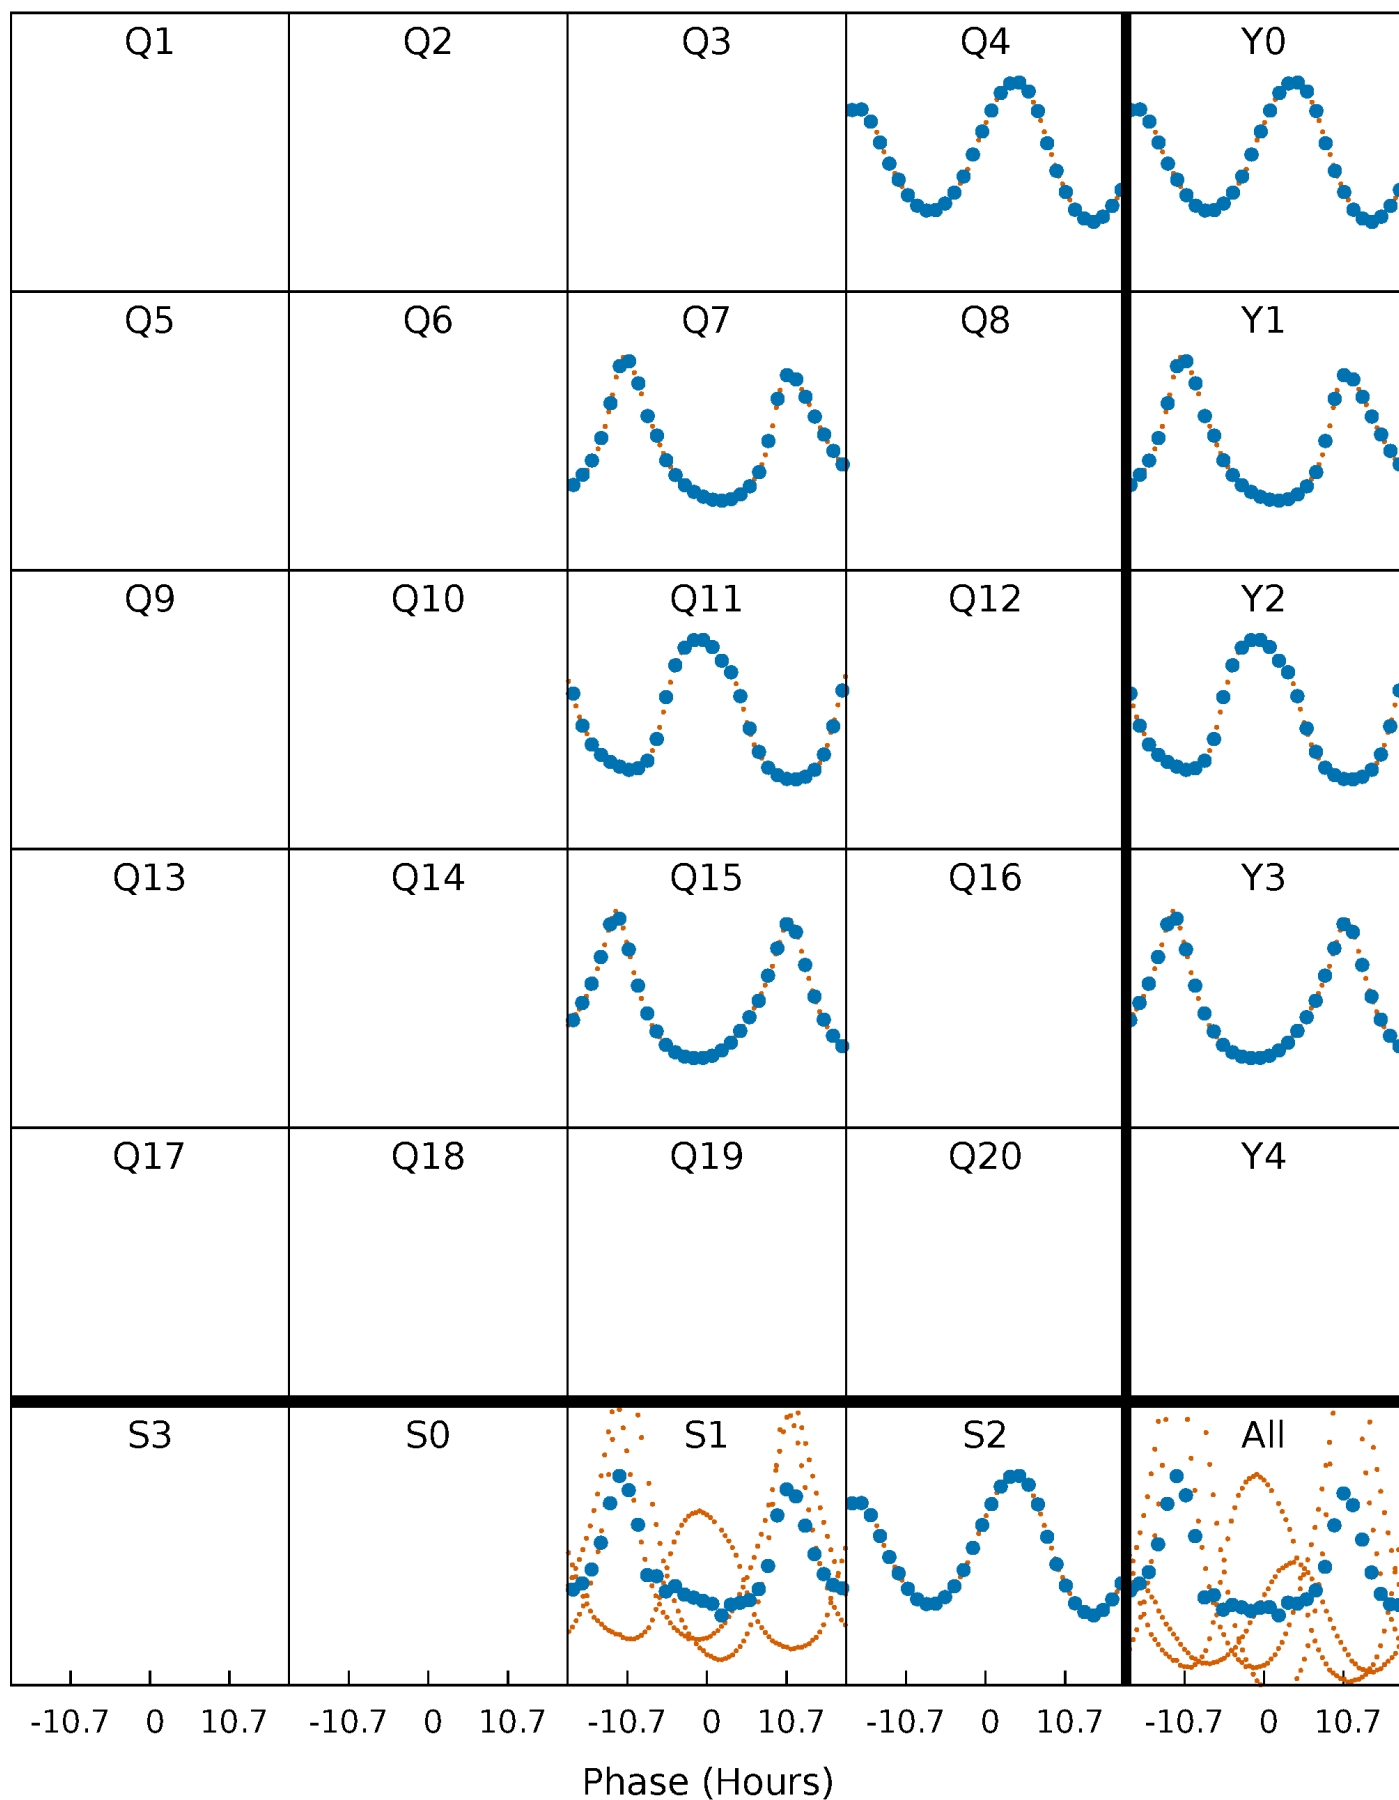 Q1 Q2 Q3 Q4 Y0
Q5 Q6 Q7 Q8 Y1
Q9 Q10 Q11 Q12 Y2
Q13 Q14 Q15 Q16 Y3
Q17 Q18 Q19 Q20 Y4
S3 S0 S1 S2 All
-10.7 0 10.7 -10.7 0 10.7 -10.7 0 10.7 -10.7 0 10.7 -10.7 0 10.7
Phase (Hours)